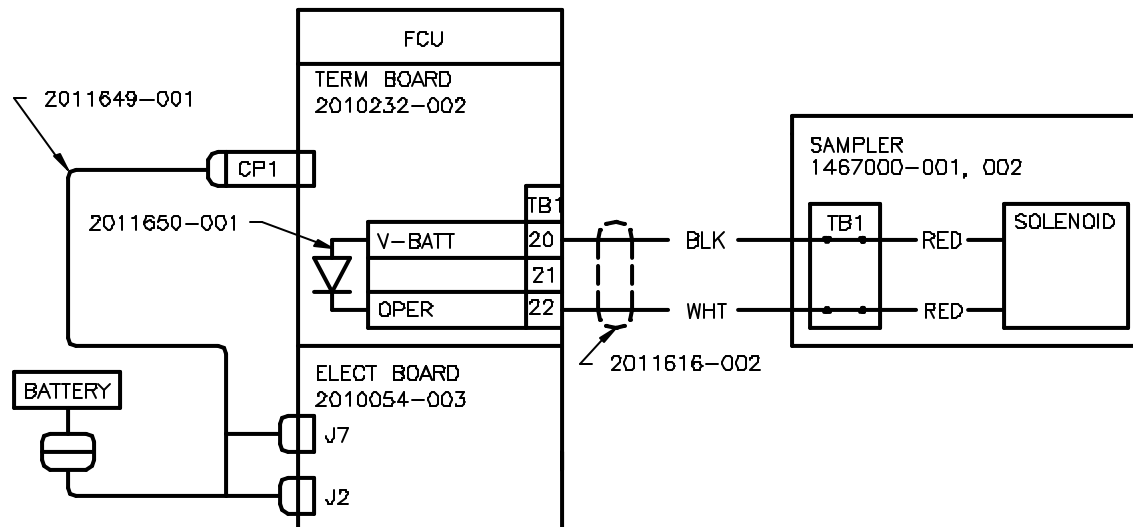 FCU
TERM BOARD
2010232-002
2011649-001
CP1
SAMPLER
1467000-001, 002
2011650-001
TB1
V-BATT
20
BLK
TB1
RED
SOLENOID
21
OPER
22
WHT
RED
2011616-002
ELECT BOARD
2010054-003
BATTERY
J7
J2